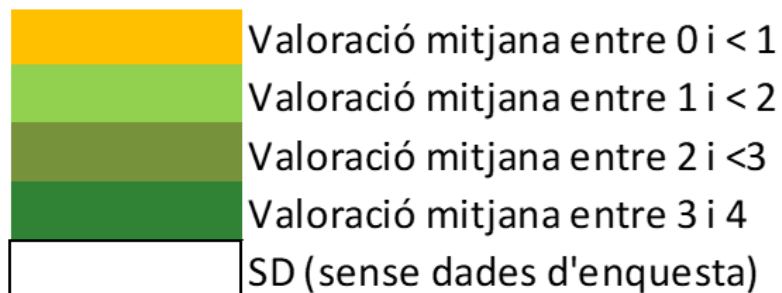 Valoració mitjana entre 0 i < 1
Valoració mitjana entre 1 i < 2
Valoració mitjana entre 2 i <3
Valoració mitjana entre 3 i 4
SD (sense dades d'enquesta)